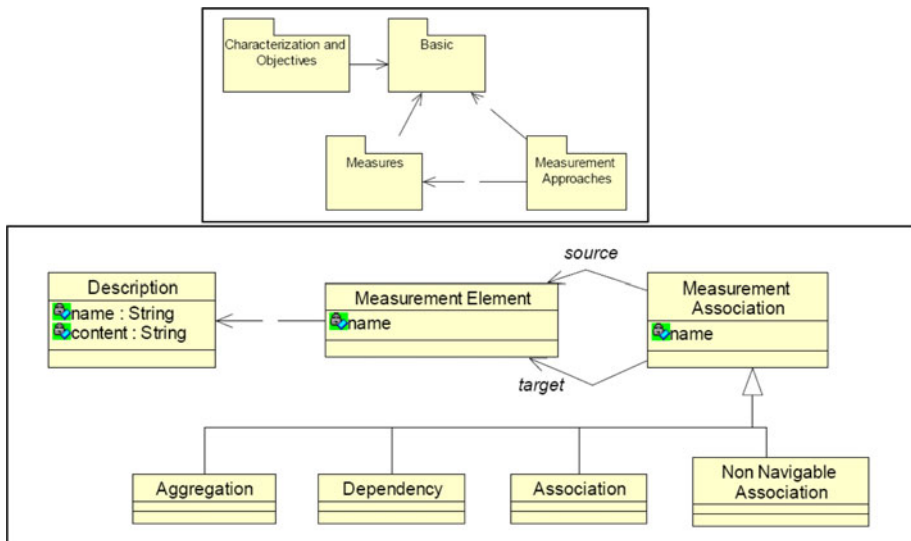 Characterization and
Objectives
Basic
Measures
Measurement
Approaches
source
Description
name : String
content : String
Measurement Element
name
Measurement
Association
name
target
Aggregation
Dependency
Association
Non Navigable
Association